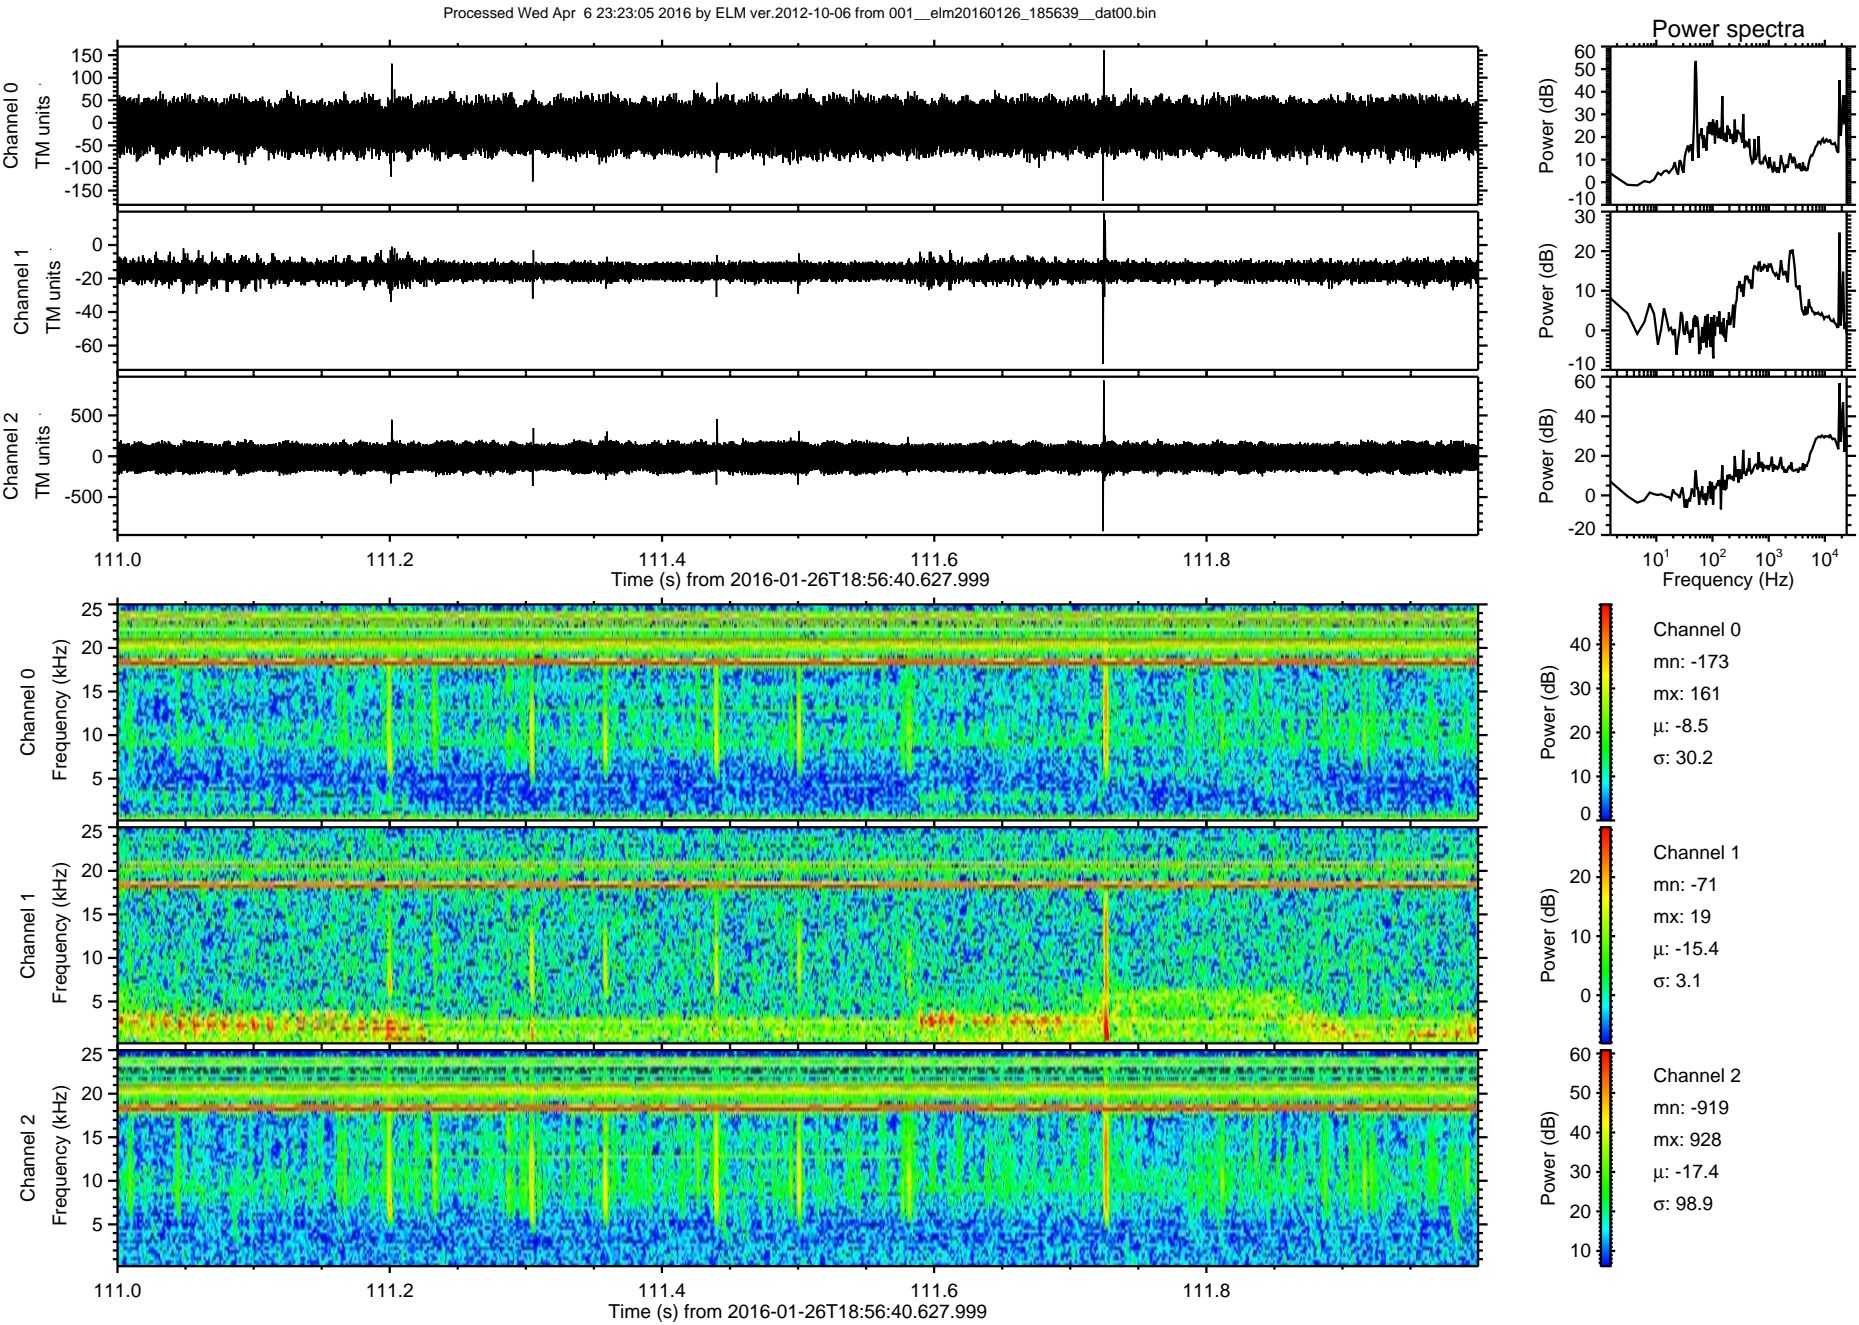 Processed Wed Apr  6 23:23:05 2016 by ELM ver.2012-10-06 from 001__elm20160126_185639__dat00.bin
Power spectra
Channel 0
TM units
150
100
50
0
-50
-100
-150
Power (dB)
60
50
40
30
20
10
0
-10
Channel 1
TM units
0
-20
-40
-60
Power (dB)
30
20
10
0
-10
Channel 2
TM units
500
0
-500
Power (dB)
60
40
20
0
-20
111.0 111.2 111.4 111.6 111.8
Time (s) from 2016-01-26T18:56:40.627.999
10^1 10^2 10^3 10^4
Frequency (Hz)
Channel 0
Frequency (kHz)
25
20
15
10
5
Power (dB)
40
30
20
10
0
Channel 0
mn: -173
mx: 161
μ: -8.5
σ: 30.2
Channel 1
Frequency (kHz)
25
20
15
10
5
Power (dB)
20
10
0
Channel 1
mn: -71
mx: 19
μ: -15.4
σ: 3.1
Channel 2
Frequency (kHz)
25
20
15
10
5
Power (dB)
60
50
40
30
20
10
Channel 2
mn: -919
mx: 928
μ: -17.4
σ: 98.9
111.0 111.2 111.4 111.6 111.8
Time (s) from 2016-01-26T18:56:40.627.999